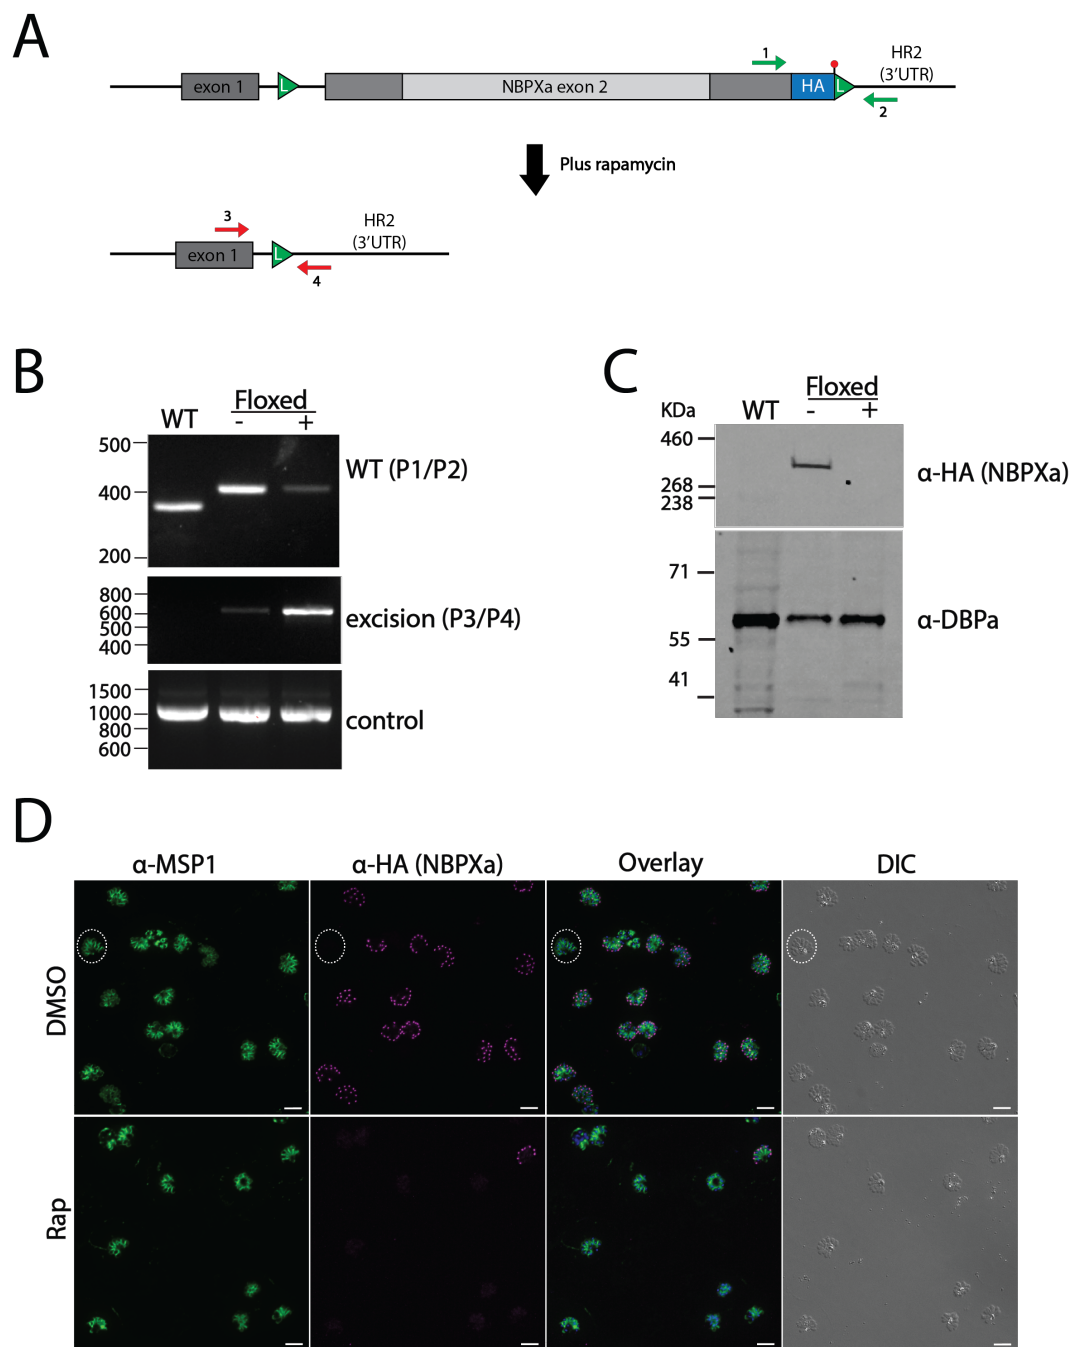 A
exon 1
L
NBPXa exon 2
1
HA
L
HR2
(3'UTR)
2
Plus rapamycin
3
exon 1
L
HR2
(3'UTR)
4
B
WT
Floxed
-
+
500
400
200
WT (P1/P2)
800
600
500
400
excision (P3/P4)
1500
1000
800
600
control
C
KDa
WT
Floxed
-
+
460
268
238
α-HA (NBPXa)
71
55
41
α-DBPa
D
α-MSP1
α-HA (NBPXa)
Overlay
DIC
DMSO
Rap